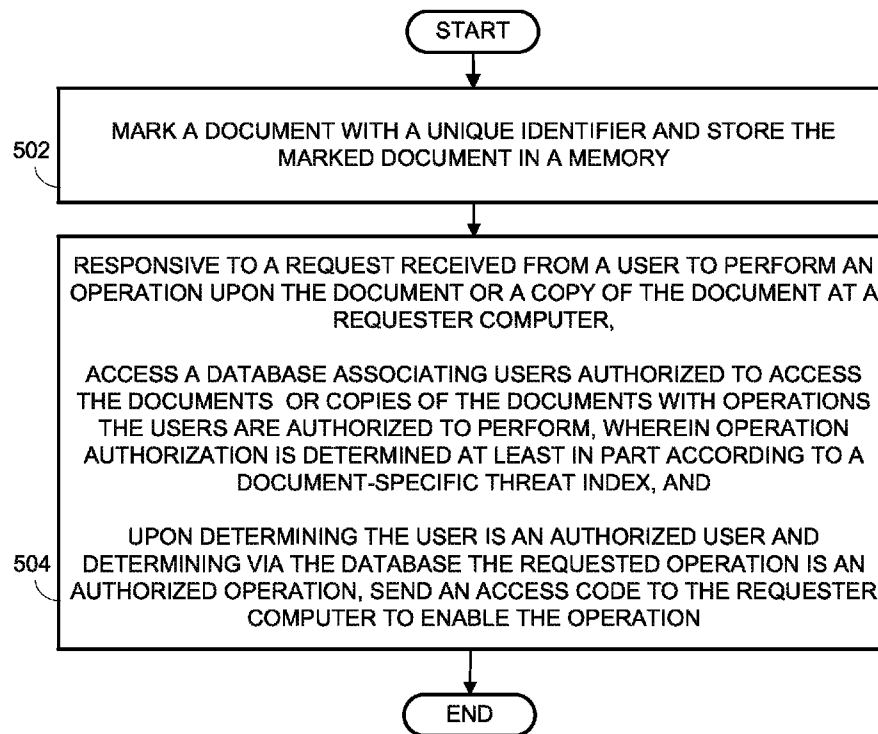 START
MARK A DOCUMENT WITH A UNIQUE IDENTIFIER AND STORE THE
MARKED DOCUMENT IN A MEMORY
502
RESPONSIVE TO A REQUEST RECEIVED FROM A USER TO PERFORM AN
OPERATION UPON THE DOCUMENT OR A COPY OF THE DOCUMENT AT A
REQUESTER COMPUTER,
ACCESS A DATABASE ASSOCIATING USERS AUTHORIZED TO ACCESS
THE DOCUMENTS OR COPIES OF THE DOCUMENTS WITH OPERATIONS
THE USERS ARE AUTHORIZED TO PERFORM, WHEREIN OPERATION
AUTHORIZATION IS DETERMINED AT LEAST IN PART ACCORDING TO A
DOCUMENT-SPECIFIC THREAT INDEX, AND
UPON DETERMINING THE USER IS AN AUTHORIZED USER AND
DETERMINING VIA THE DATABASE THE REQUESTED OPERATION IS AN
AUTHORIZED OPERATION, SEND AN ACCESS CODE TO THE REQUESTER
COMPUTER TO ENABLE THE OPERATION
504
END